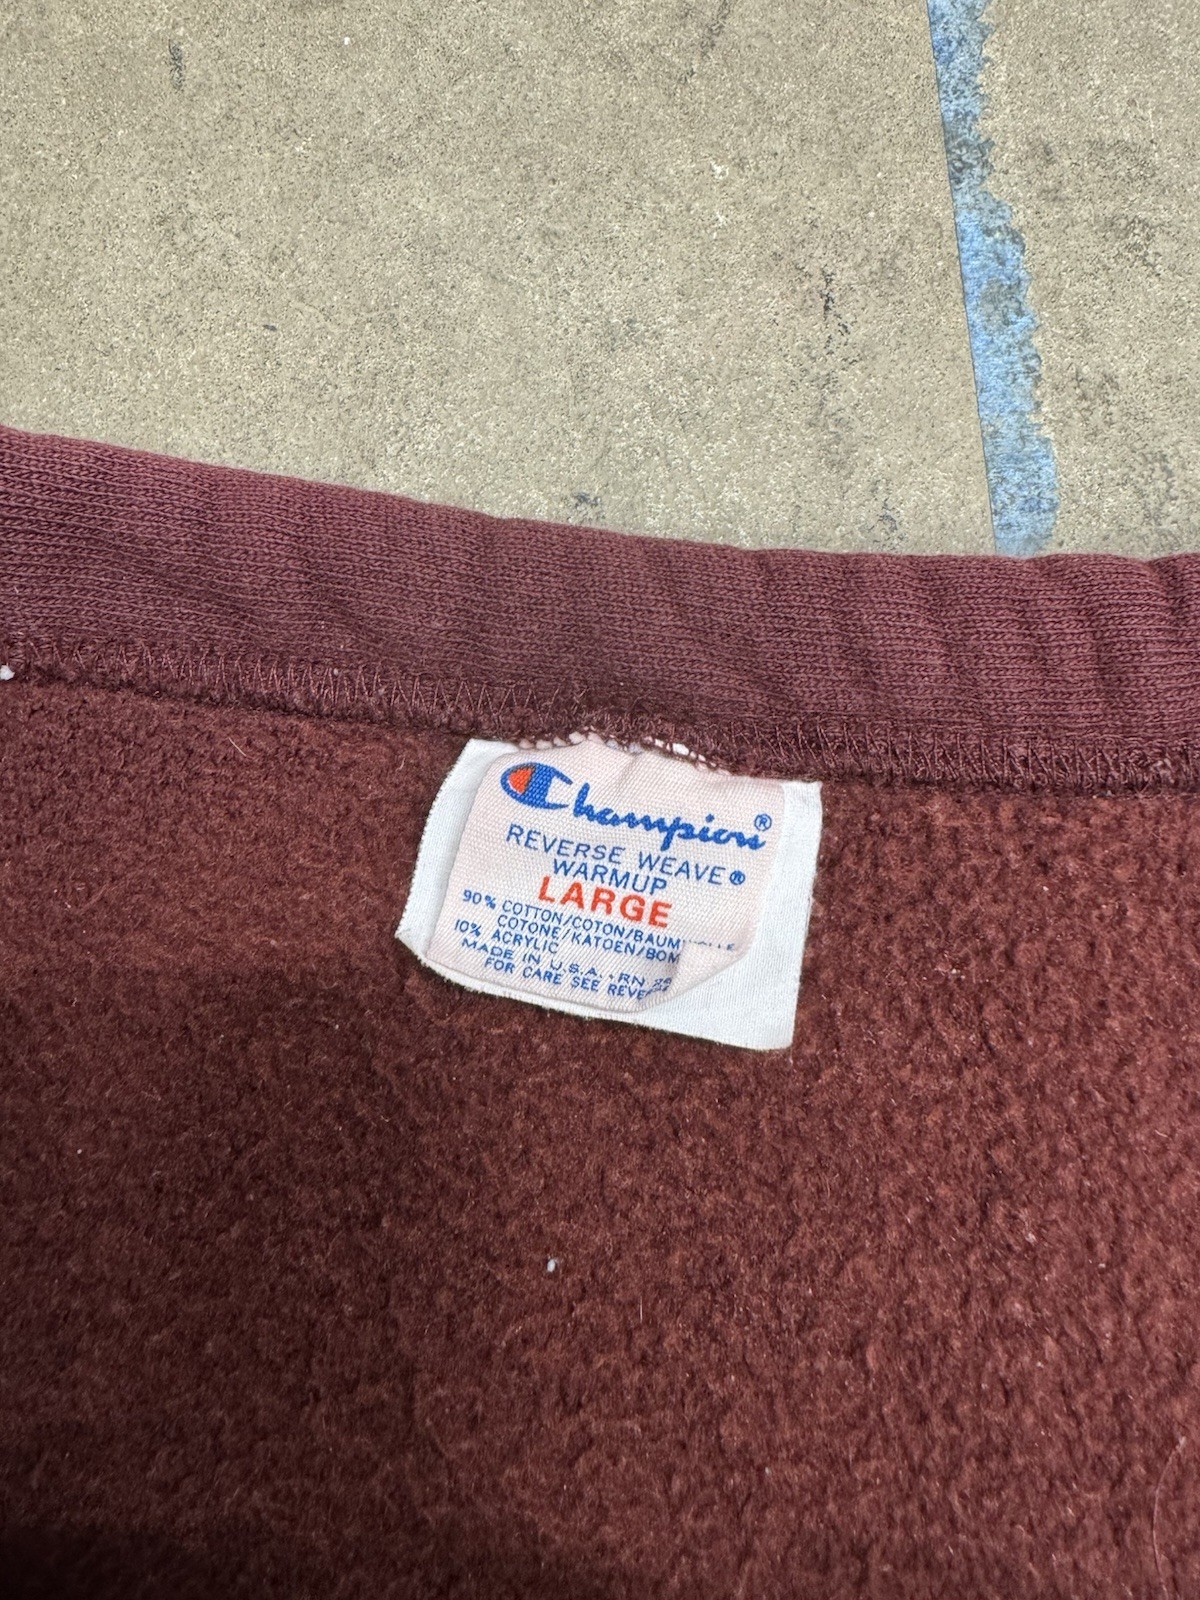 Champion®
REVERSE WEAVE®
WARMUP
LARGE
90% COTTON/COTON/BAUMWOLLE
COTONE/KATOEN/BOM
10% ACRYLIC
MADE IN U.S.A. • RN
FOR CARE SEE